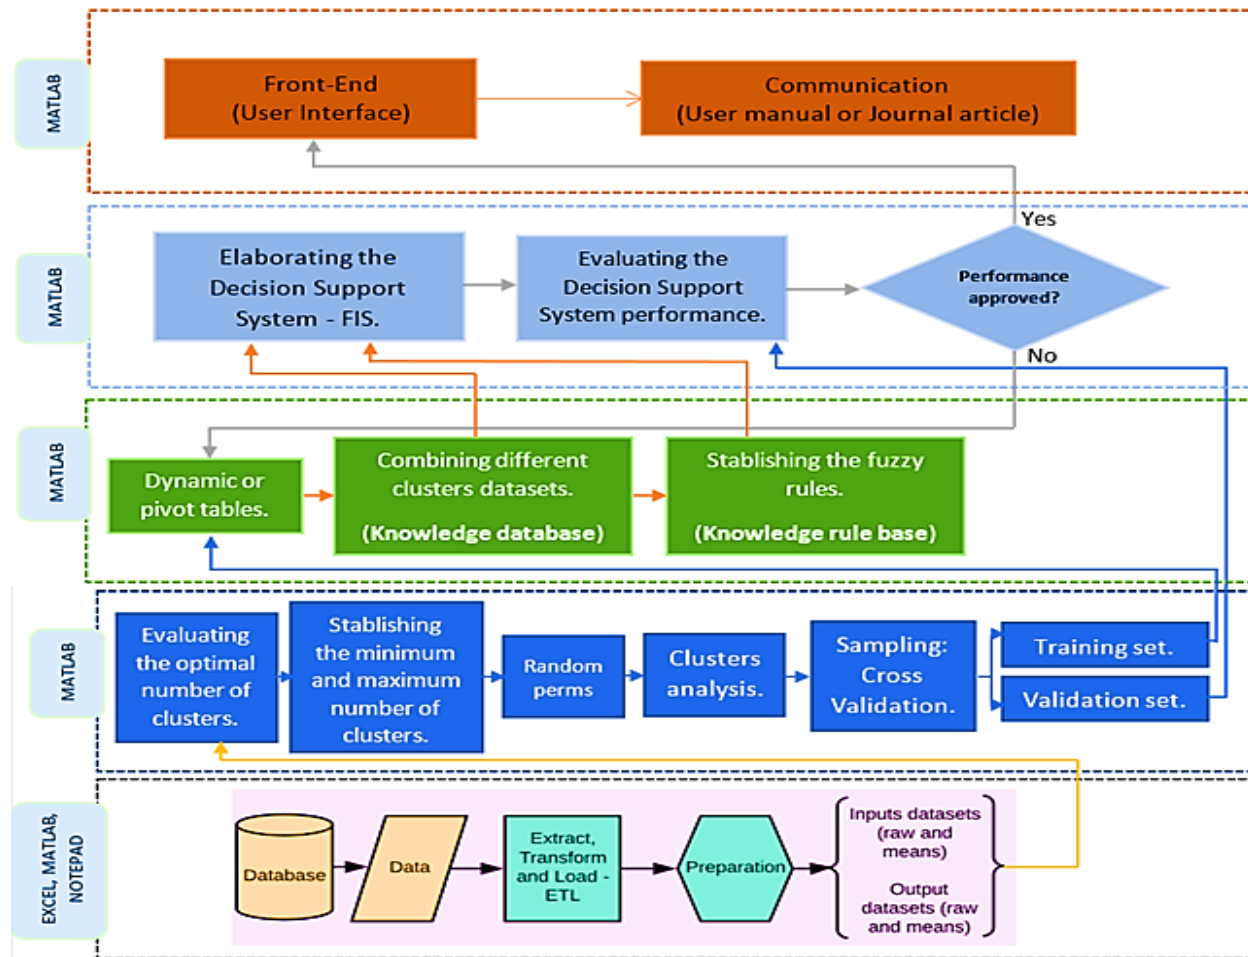 MATLAB
Front-End
(User Interface)
Communication
(User manual or Journal article)
Yes
MATLAB
Elaborating the
Decision Support
System - FIS.
Evaluating the
Decision Support
System performance.
Performance
approved?
No
MATLAB
Dynamic or
pivot tables.
Combining different
clusters datasets.
(Knowledge database)
Stablishing the fuzzy
rules.
(Knowledge rule base)
MATLAB
Evaluating
the optimal
number of
clusters.
Stablishing
the minimum
and maximum
number of
clusters.
Random
perms
Clusters
analysis.
Sampling:
Cross
Validation.
Training set.
Validation set.
EXCEL, MATLAB,
NOTEPAD
Database
Data
Extract,
Transform
and Load -
ETL
Preparation
Inputs datasets
(raw and
means)
Output
datasets (raw
and means)